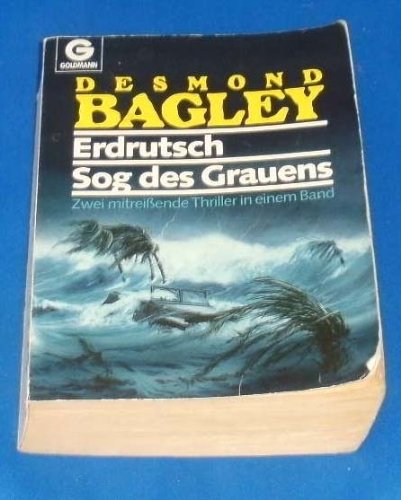 G
GOLDMANN
DESMOND
BAGLEY
Erdrutsch
Sog des Grauens
Zwei mitreißende Thriller in einem Band